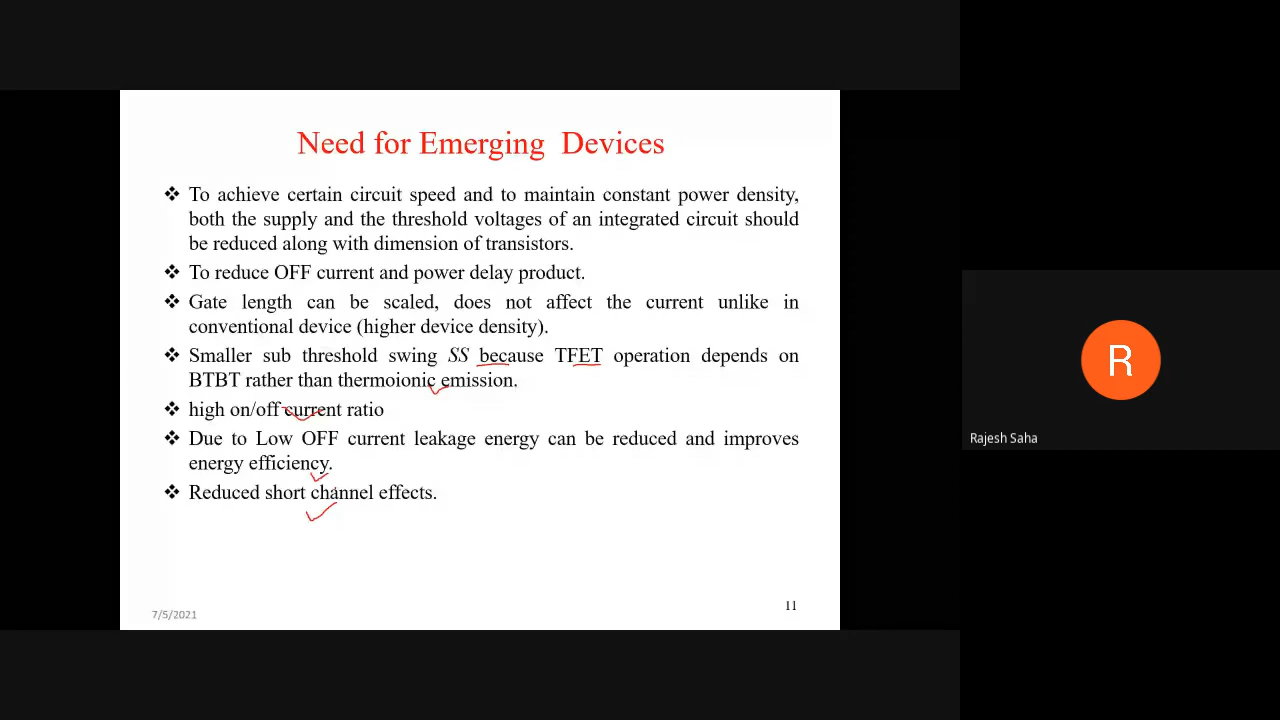 Need for Emerging Devices
❖ To achieve certain circuit speed and to maintain constant power density,
both the supply and the threshold voltages of an integrated circuit should
be reduced along with dimension of transistors.
❖ To reduce OFF current and power delay product.
❖ Gate length can be scaled, does not affect the current unlike in
conventional device (higher device density).
❖ Smaller sub threshold swing SS because TFET operation depends on
BTBT rather than thermoionic emission.
❖ high on/off current ratio
❖ Due to Low OFF current leakage energy can be reduced and improves
energy efficiency.
❖ Reduced short channel effects.
7/5/2021
11
R
Rajesh Saha